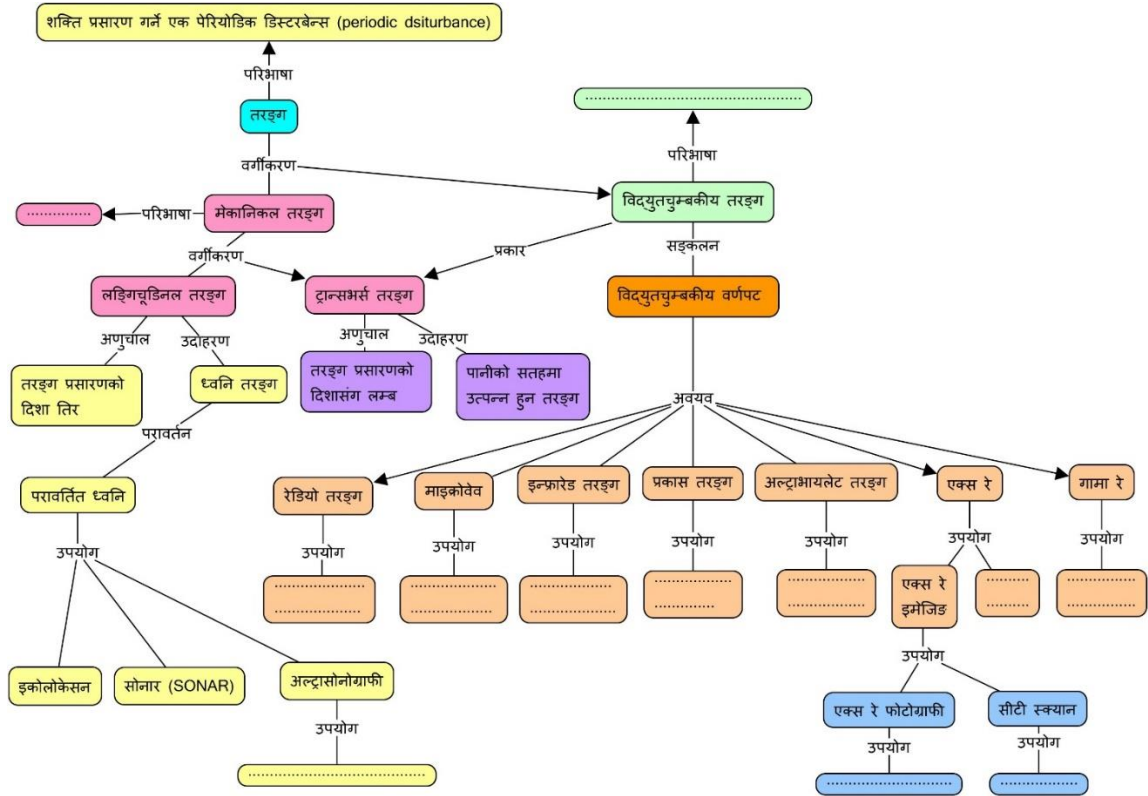 शक्ति प्रसारण गर्ने एक पेरियोडिक डिस्टरबेन्स (periodic dsiturbance)
परिभाषा
तरङ्ग
....................................................
वर्गीकरण
परिभाषा
...............
परिभाषा
मेकानिकल तरङ्ग
विद्युतचुम्बकीय तरङ्ग
वर्गीकरण
प्रकार
सङ्कलन
लङ्गिचूडिनल तरङ्ग
ट्रान्सभर्स तरङ्ग
विद्युतचुम्बकीय वर्णपट
अणुचाल
उदाहरण
अणुचाल
उदाहरण
तरङ्ग प्रसारणको
दिशा तिर
ध्वनि तरङ्ग
तरङ्ग प्रसारणको
दिशासंग लम्ब
पानीको सतहमा
उत्पन्न हुन तरङ्ग
अवयव
परावर्तन
परावर्तित ध्वनि
रेडियो तरङ्ग
माइक्रोवेव
इन्फ्रारेड तरङ्ग
प्रकास तरङ्ग
अल्ट्राभायलेट तरङ्ग
एक्स रे
गामा रे
उपयोग
उपयोग
उपयोग
उपयोग
उपयोग
उपयोग
उपयोग
उपयोग
....................
....................
....................
....................
....................
....................
....................
..............
....................
....................
एक्स रे
इमेजिङ
..........
..........
....................
....................
उपयोग
इकोलोकेसन
सोनार (SONAR)
अल्ट्रासोनोग्राफी
एक्स रे फोटोग्राफी
सीटी स्क्यान
उपयोग
उपयोग
उपयोग
....................................................
..............................
....................